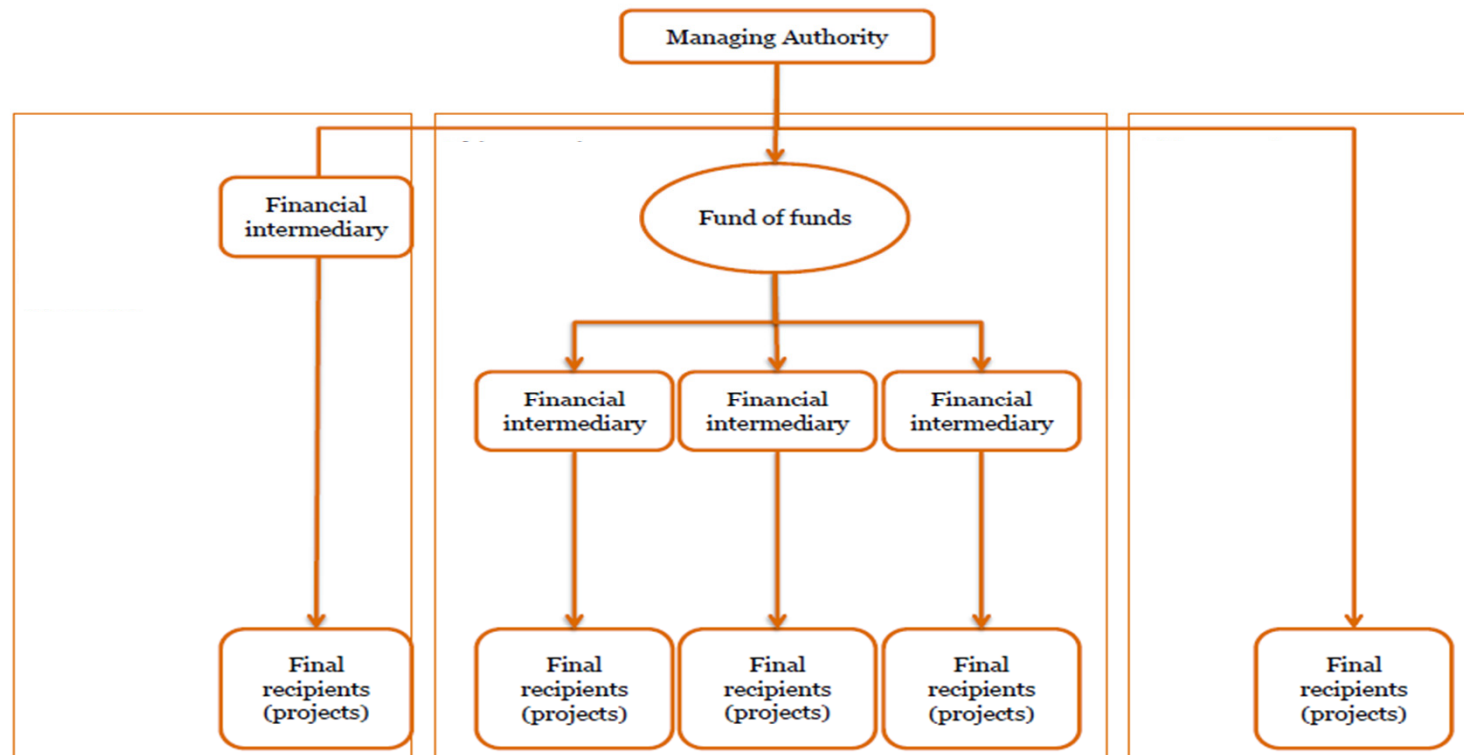 Managing Authority
Financial
intermediary
Fund of funds
Financial
intermediary
Financial
intermediary
Financial
intermediary
Final
recipients
(projects)
Final
recipients
(projects)
Final
recipients
(projects)
Final
recipients
(projects)
Final
recipients
(projects)